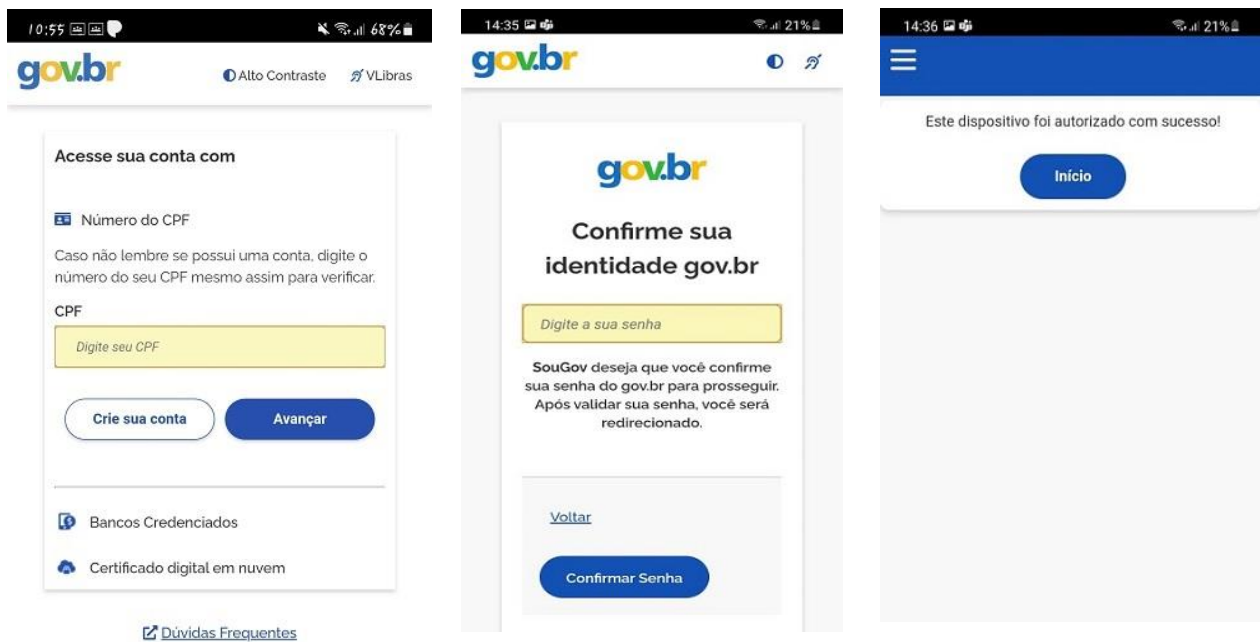 10:55
68%
gov.br
Alto Contraste
VLibras
Acesse sua conta com
Número do CPF
Caso não lembre se possui uma conta, digite o
número do seu CPF mesmo assim para verificar.
CPF
Digite seu CPF
Crie sua conta
Avançar
Bancos Credenciados
Certificado digital em nuvem
Dúvidas Frequentes
14:35
21%
gov.br
gov.br
Confirme sua
identidade gov.br
Digite a sua senha
SouGov deseja que você confirme
sua senha do gov.br para prosseguir.
Após validar sua senha, você será
redirecionado.
Voltar
Confirmar Senha
14:36
21%
Este dispositivo foi autorizado com sucesso!
Início